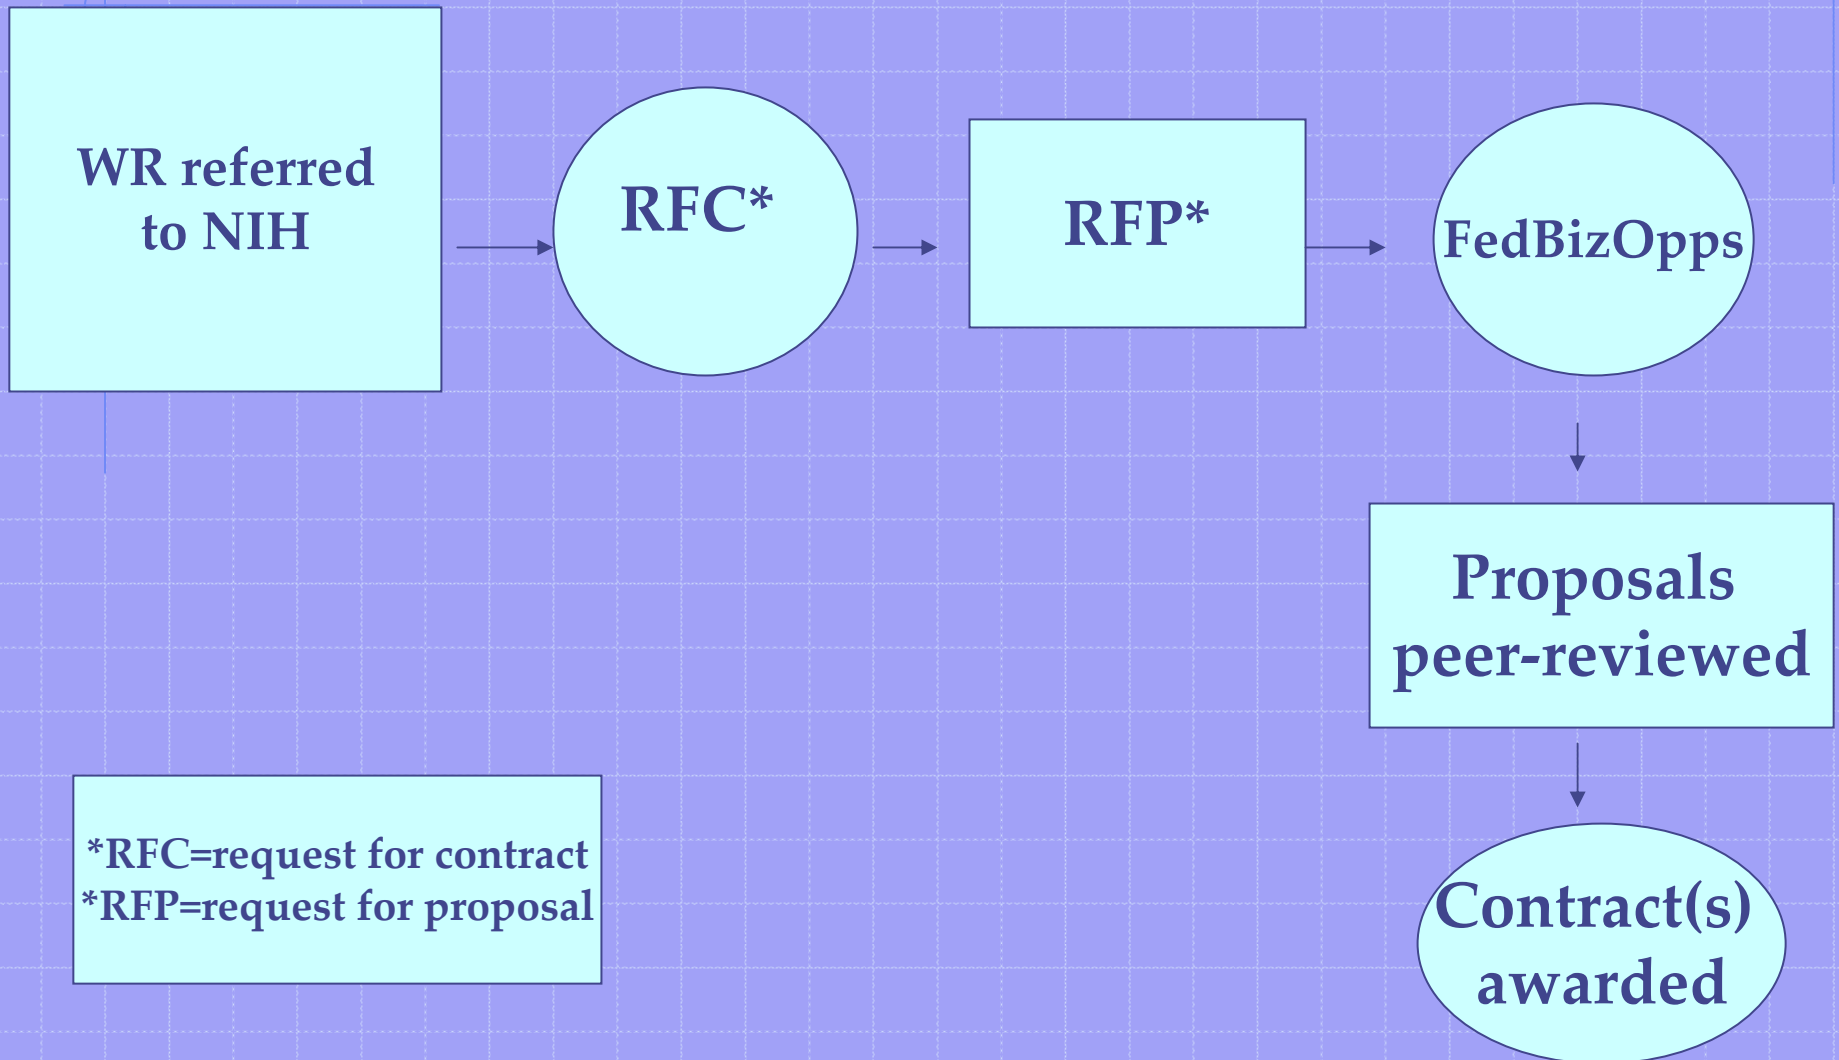 WR referred
to NIH
RFC*
RFP*
FedBizOpps
Proposals
peer-reviewed
*RFC=request for contract
*RFP=request for proposal
Contract(s)
awarded